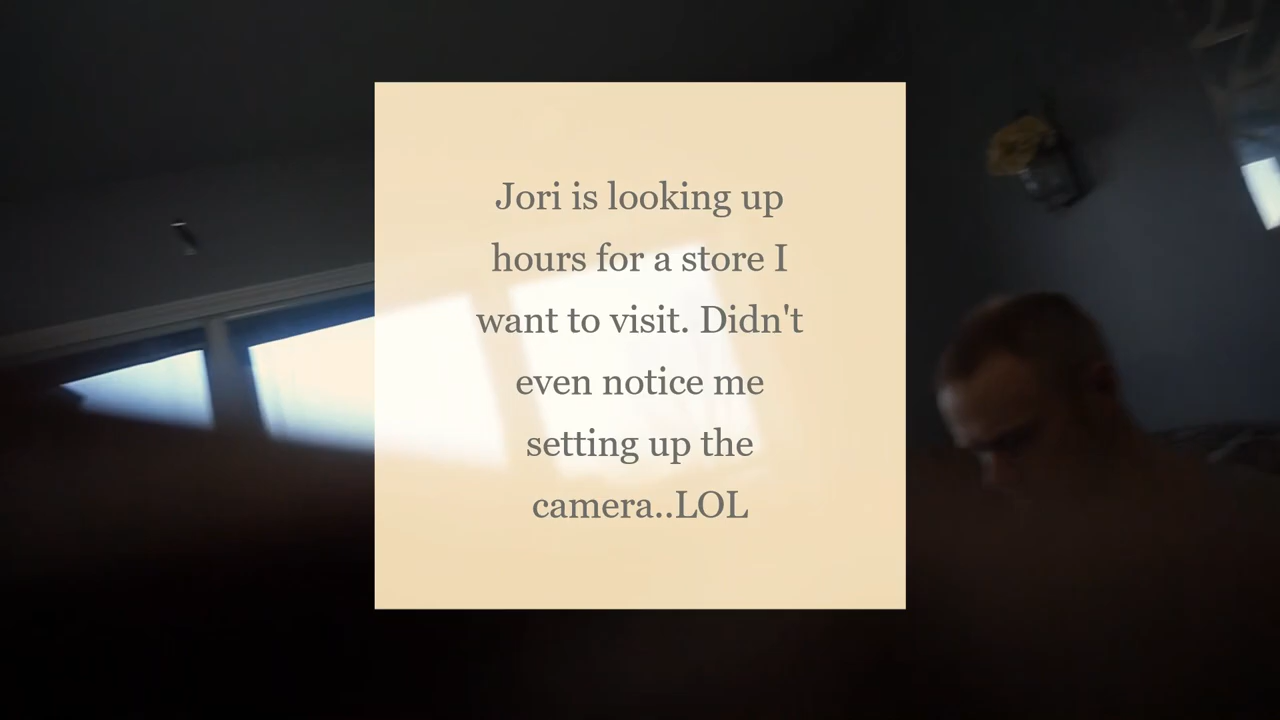 Jori is looking up
hours for a store I
want to visit. Didn't
even notice me
setting up the
camera..LOL